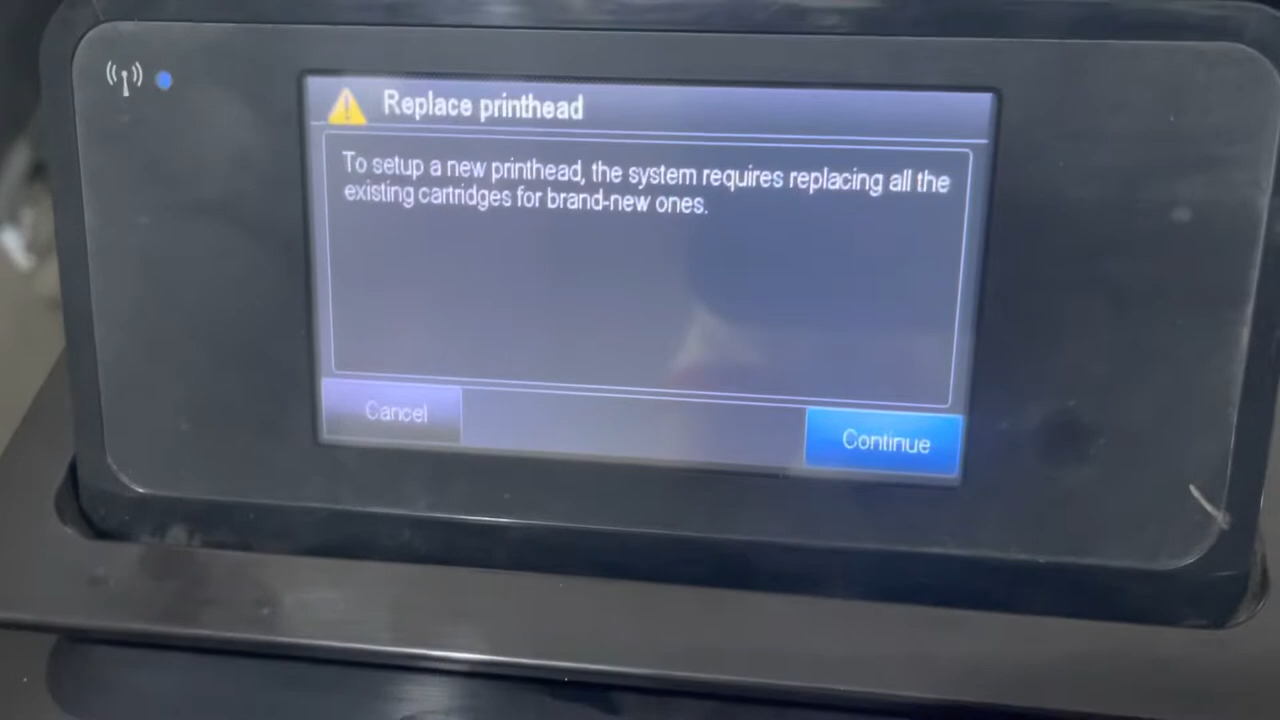 Replace printhead
To setup a new printhead, the system requires replacing all the
existing cartridges for brand-new ones.
Cancel
Continue